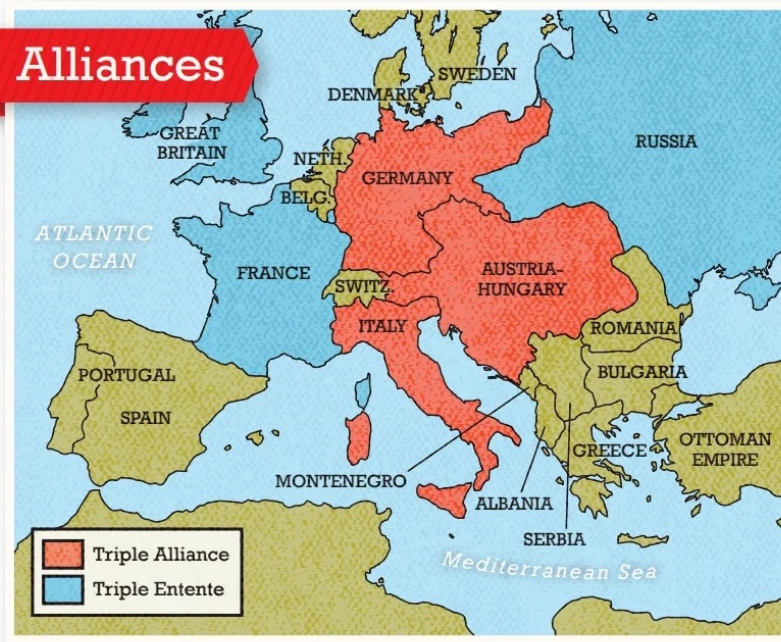 Alliances
SWEDEN
DENMARK
GREAT
BRITAIN
RUSSIA
NETH.
GERMANY
BELG.
ATLANTIC
OCEAN
FRANCE
SWITZ.
AUSTRIA-
HUNGARY
ITALY
ROMANIA
PORTUGAL
BULGARIA
SPAIN
GREECE
OTTOMAN
EMPIRE
MONTENEGRO
ALBANIA
SERBIA
Mediterranean Sea
Triple Alliance
Triple Entente